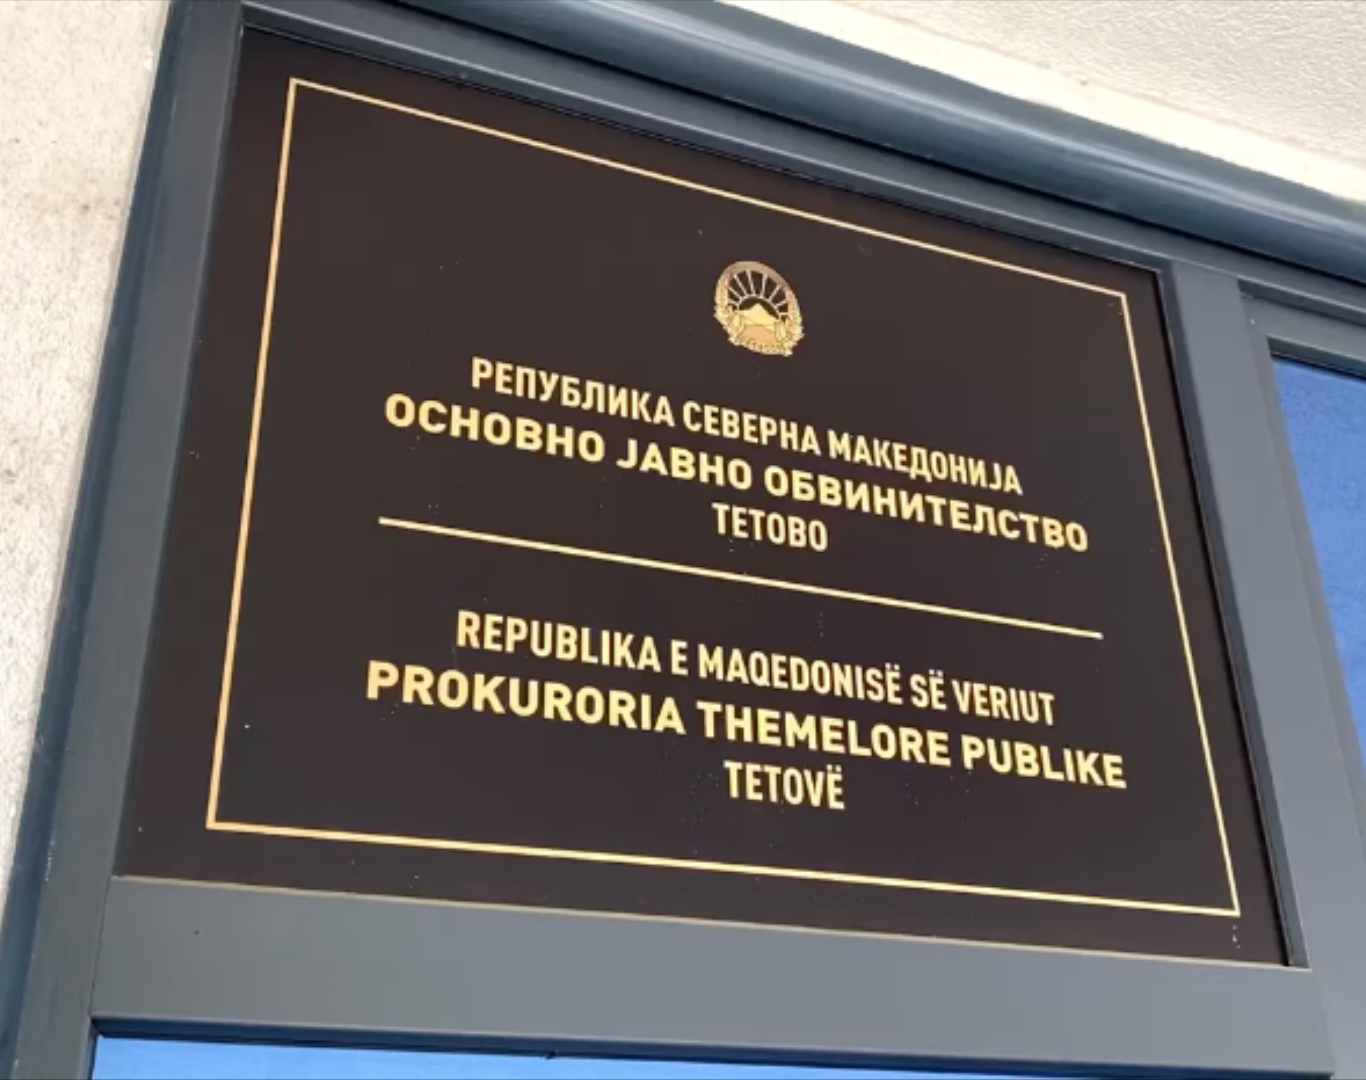 РЕПУБЛИКА СЕВЕРНА МАКЕДОНИЈА
ОСНОВНО ЈАВНО ОБВИНИТЕЛСТВО
ТЕТОВО
REPUBLIKA E MAQEDONISË SË VERIUT
PROKURORIA THEMELORE PUBLIKE
TETOVË